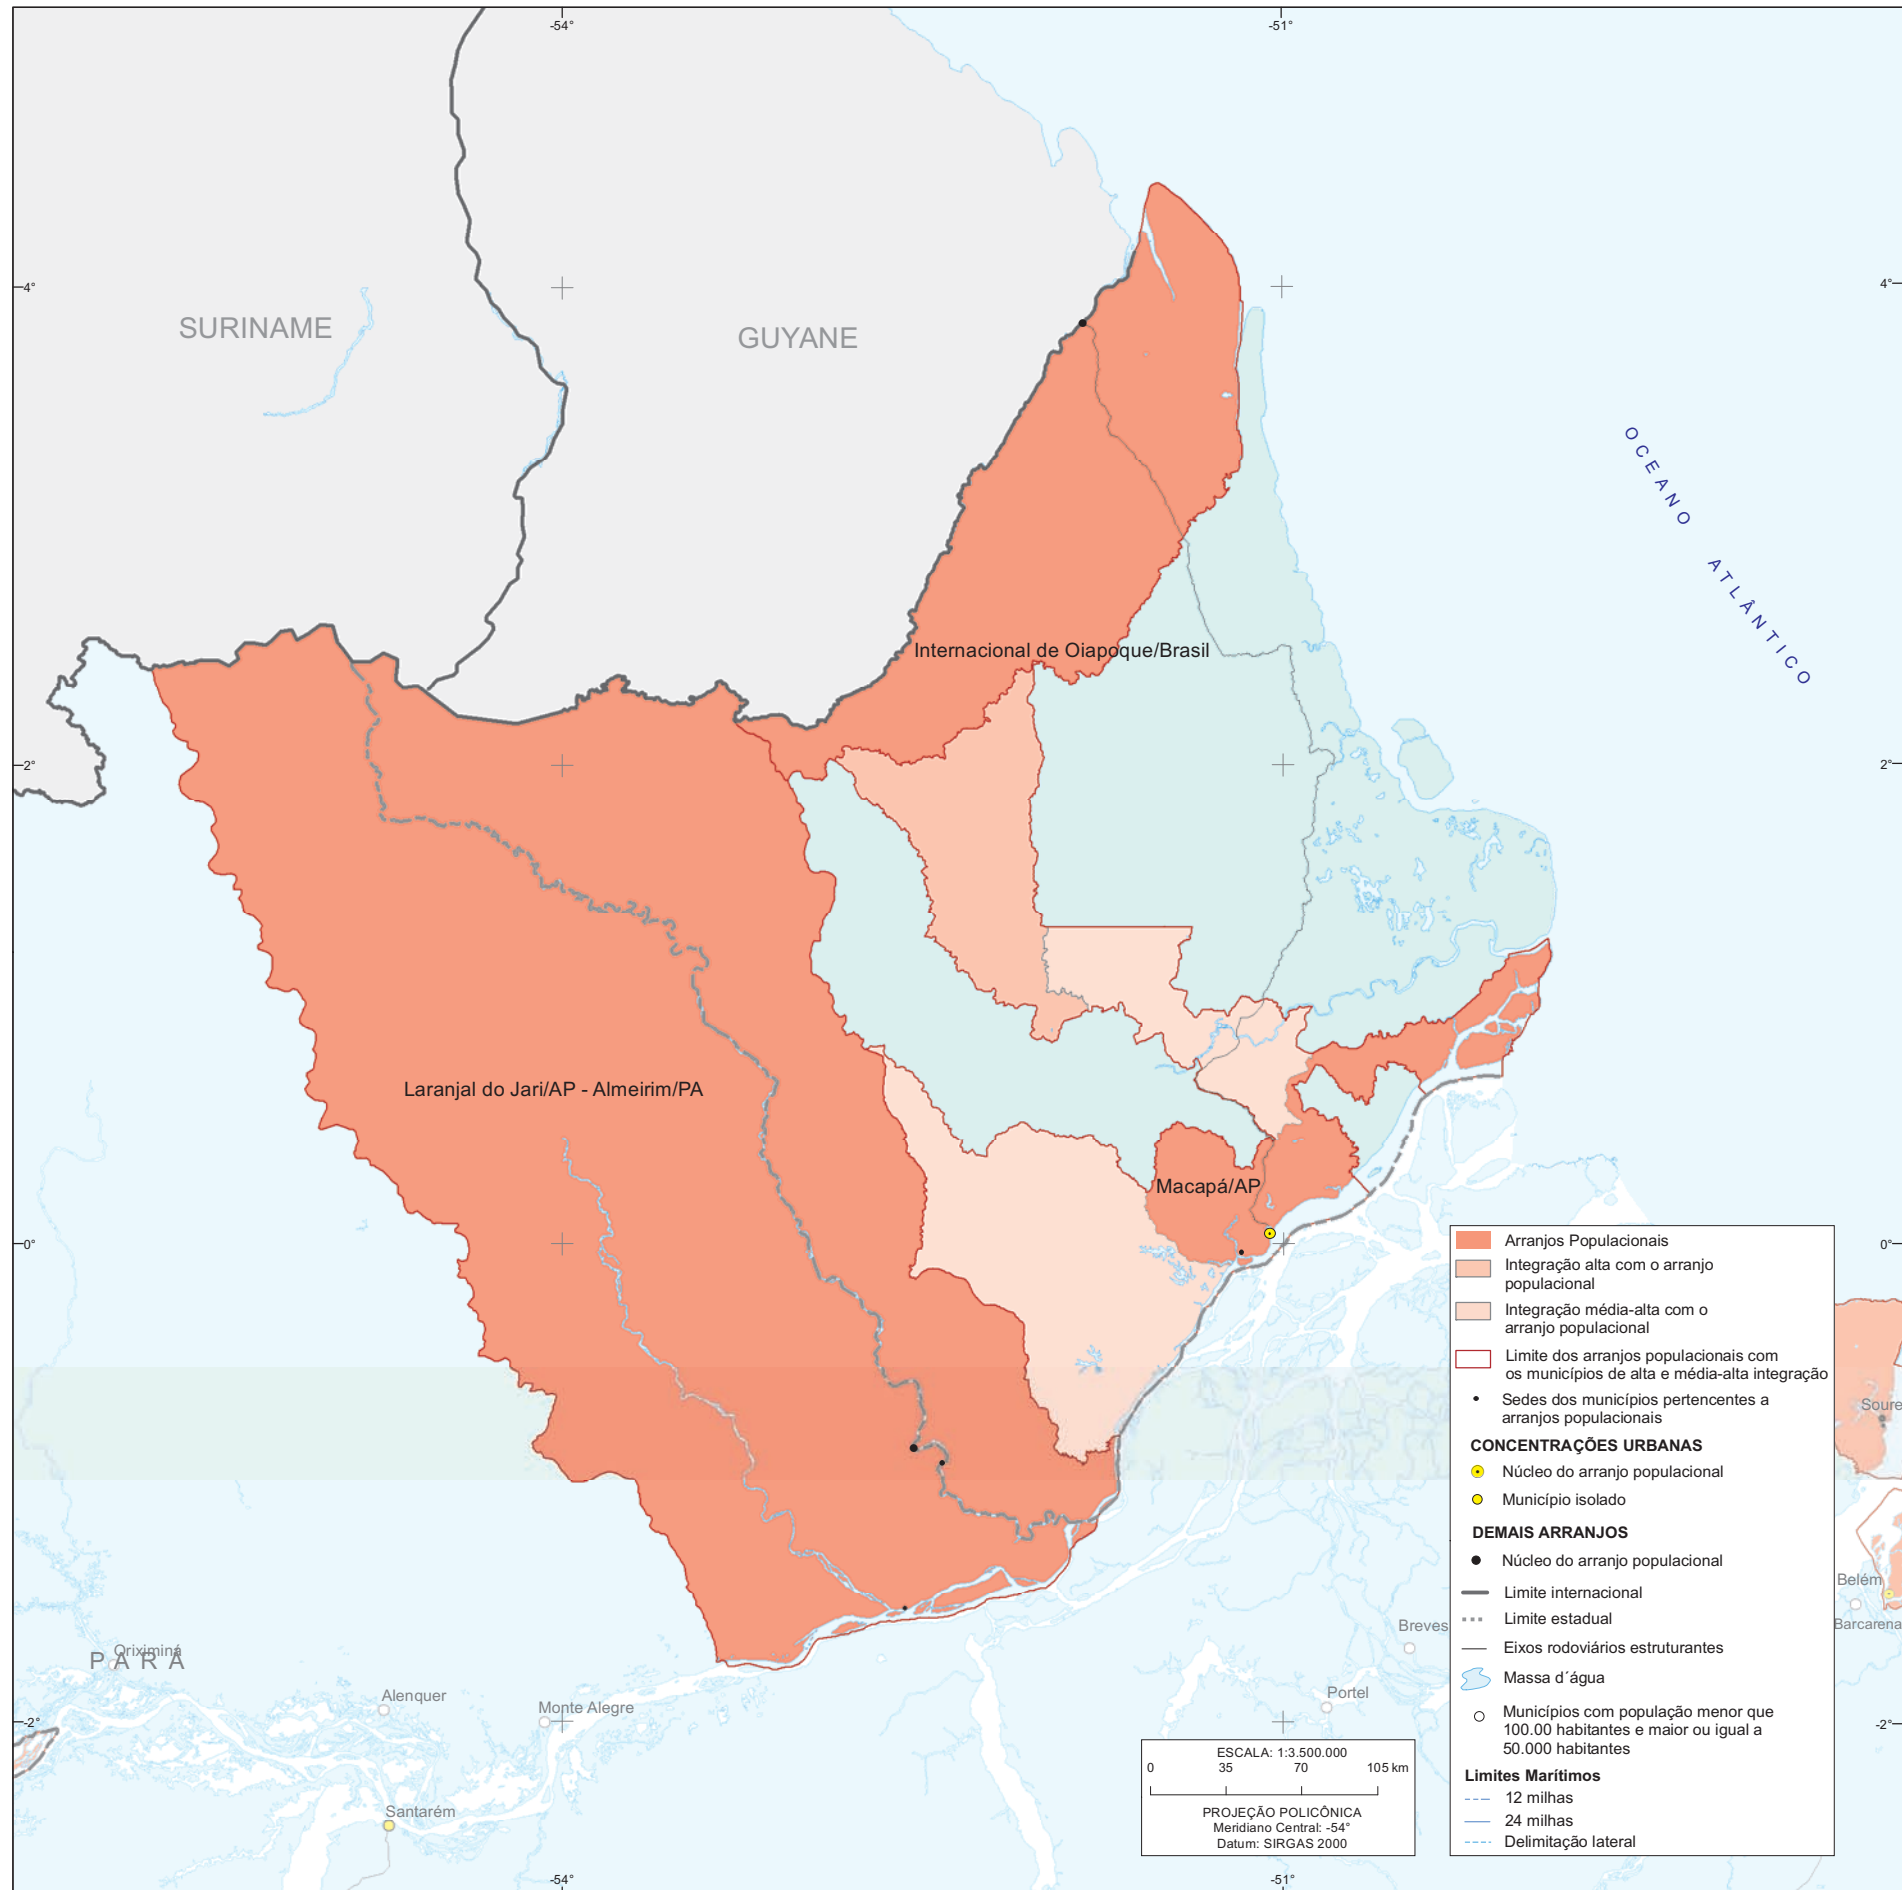 -54°
-51°
4°
4°
SURINAME
GUYANE
OCEANO ATLÂNTICO
Internacional de Oiapoque/Brasil
2°
2°
Laranjal do Jari/AP - Almeirim/PA
Macapá/AP
0°
0°
Arranjos Populacionais
Integração alta com o arranjo
populacional
Integração média-alta com o
arranjo populacional
Limite dos arranjos populacionais com
os municípios de alta e média-alta integração
Sedes dos municípios pertencentes a
arranjos populacionais
CONCENTRAÇÕES URBANAS
Núcleo do arranjo populacional
Município isolado
DEMAIS ARRANJOS
Núcleo do arranjo populacional
Limite internacional
Limite estadual
Eixos rodoviários estruturantes
Massa d´água
Municípios com população menor que
100.00 habitantes e maior ou igual a
50.000 habitantes
Limites Marítimos
12 milhas
24 milhas
Delimitação lateral
Soure
Belém
Barcarena
Breves
Portel
Oriximiná
PARÁ
Alenquer
Monte Alegre
Santarém
-2°
-2°
ESCALA: 1:3.500.000
0 35 70 105 km
PROJEÇÃO POLICÔNICA
Meridiano Central: -54°
Datum: SIRGAS 2000
-54°
-51°